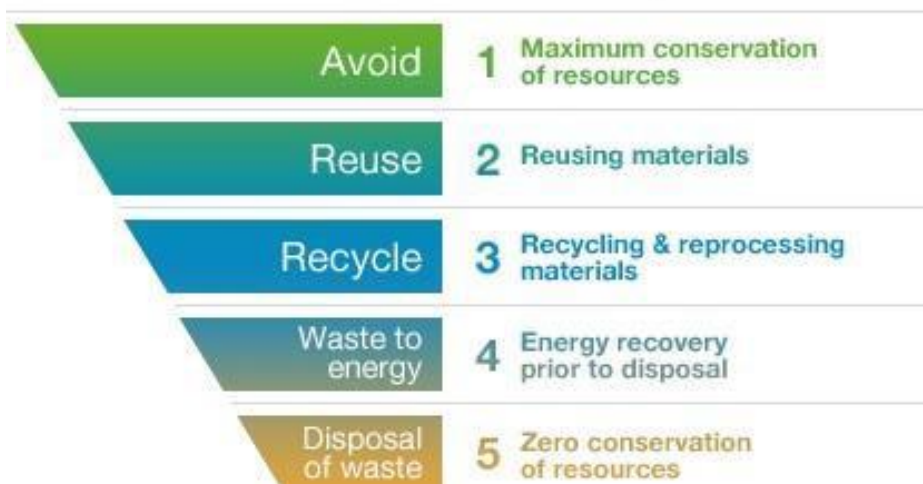 Avoid
1
Maximum conservation
of resources
Reuse
2
Reusing materials
Recycle
3
Recycling & reprocessing
materials
Waste to
energy
4
Energy recovery
prior to disposal
Disposal
of waste
5
Zero conservation
of resources